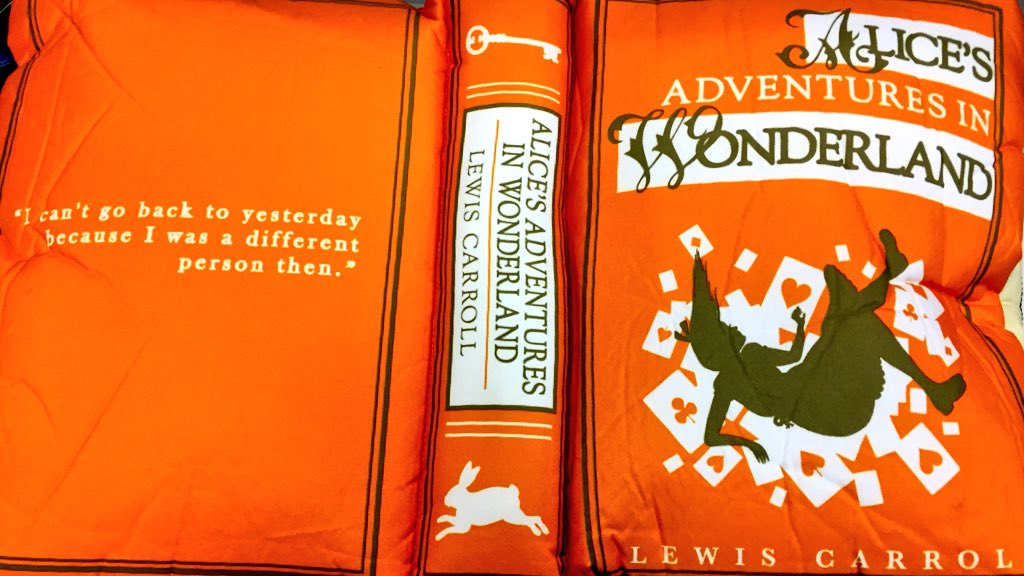 "I can't go back to yesterday
because I was a different
person then."
ALICE'S ADVENTURES
IN WONDERLAND
LEWIS CARROLL
ALICE'S
ADVENTURES IN
WONDERLAND
LEWIS CARROL